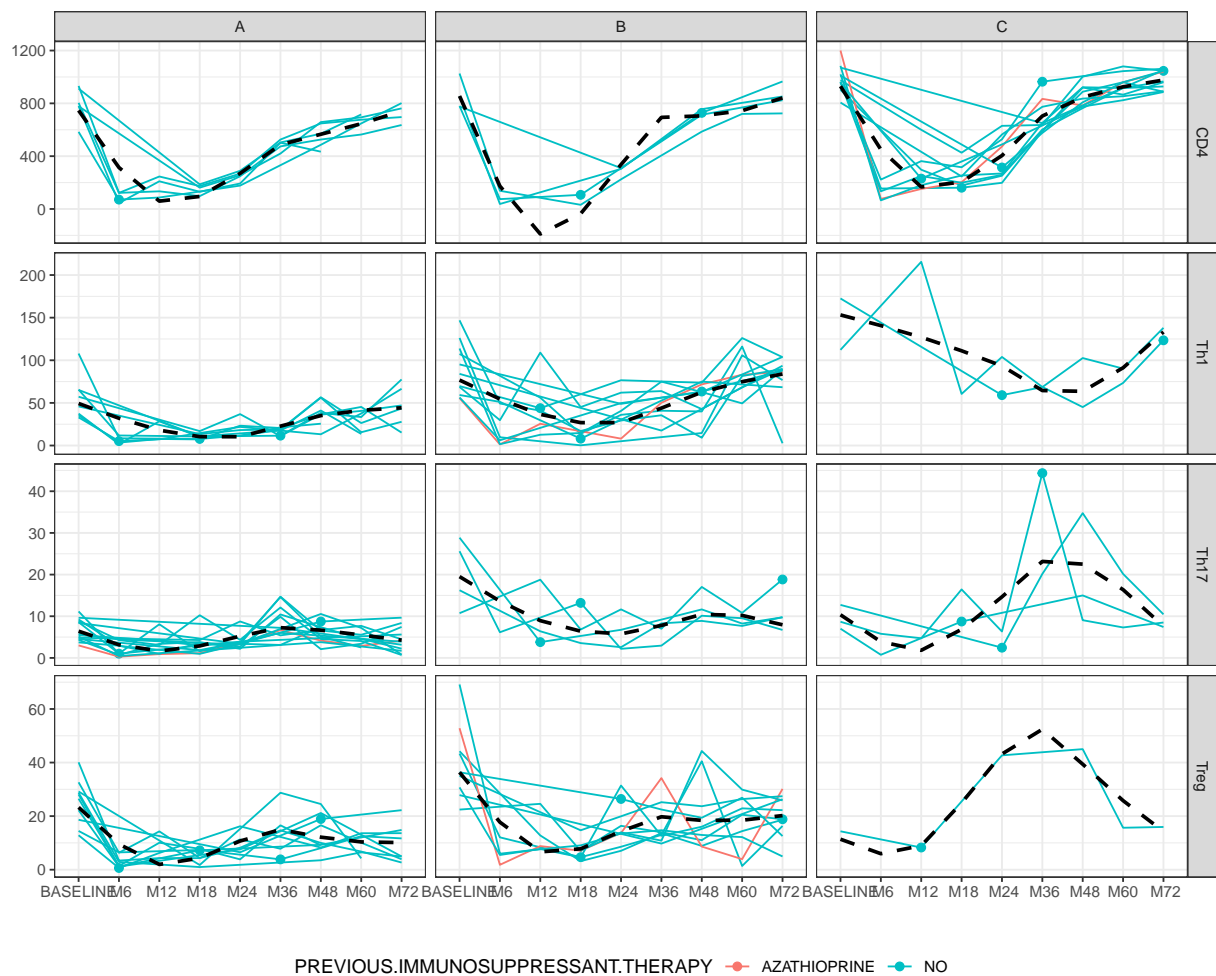 A B C
1200
800
400
0
CD4
200
150
100
50
0
Th1
40
30
20
10
0
Th17
60
40
20
0
Treg
BASELINE M6 M12 M18 M24 M36 M48 M60 M72 BASELINE M6 M12 M18 M24 M36 M48 M60 M72 BASELINE M6 M12 M18 M24 M36 M48 M60 M72
PREVIOUS.IMMUNOSUPPRESSANT.THERAPY AZATHIOPRINE NO